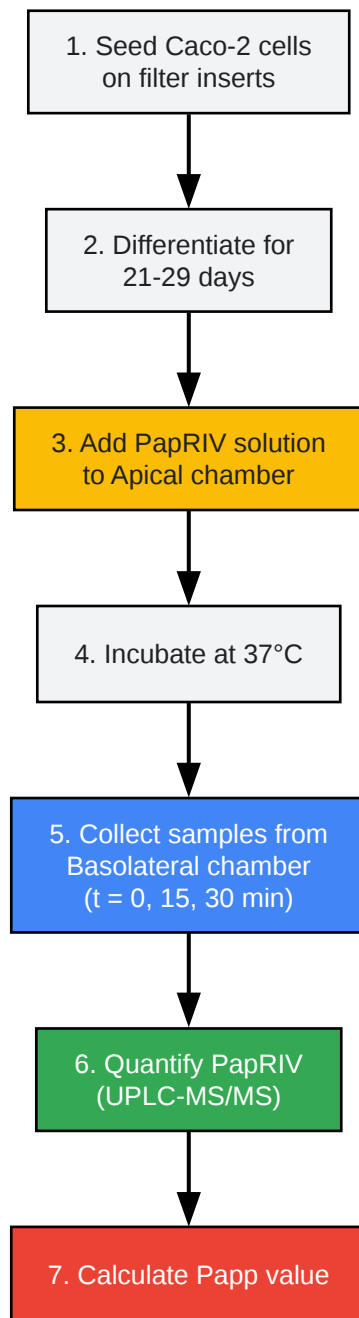 1. Seed Caco-2 cells
on filter inserts
2. Differentiate for
21-29 days
3. Add PapRIV solution
to Apical chamber
4. Incubate at 37°C
5. Collect samples from
Basolateral chamber
(t = 0, 15, 30 min)
6. Quantify PapRIV
(UPLC-MS/MS)
7. Calculate Papp value